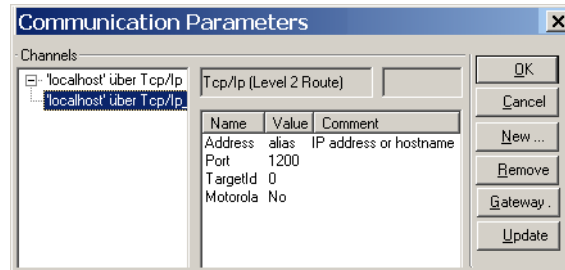 Communication Parameters
Channels
'localhost' über Tcp/Ip
'localhost' über Tcp/Ip_
Tcp/Ip (Level 2 Route)
Name Value Comment
Address alias IP address or hostname
Port 1200
TargetId 0
Motorola No
OK
Cancel
New ...
Remove
Gateway .
Update